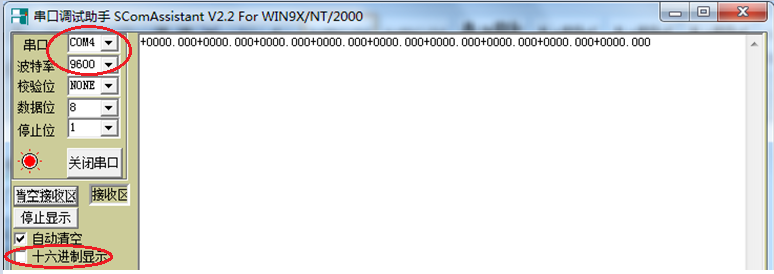 串口调试助手 SComAssistant V2.2 For WIN9X/NT/2000
串口 COM4
波特率 9600
校验位 NONE
数据位 8
停止位 1
关闭串口
清空接收区 接收区
停止显示
自动清空
十六进制显示
+0000.000+0000.000+0000.000+0000.000+0000.000+0000.000+0000.000+0000.000+0000.000